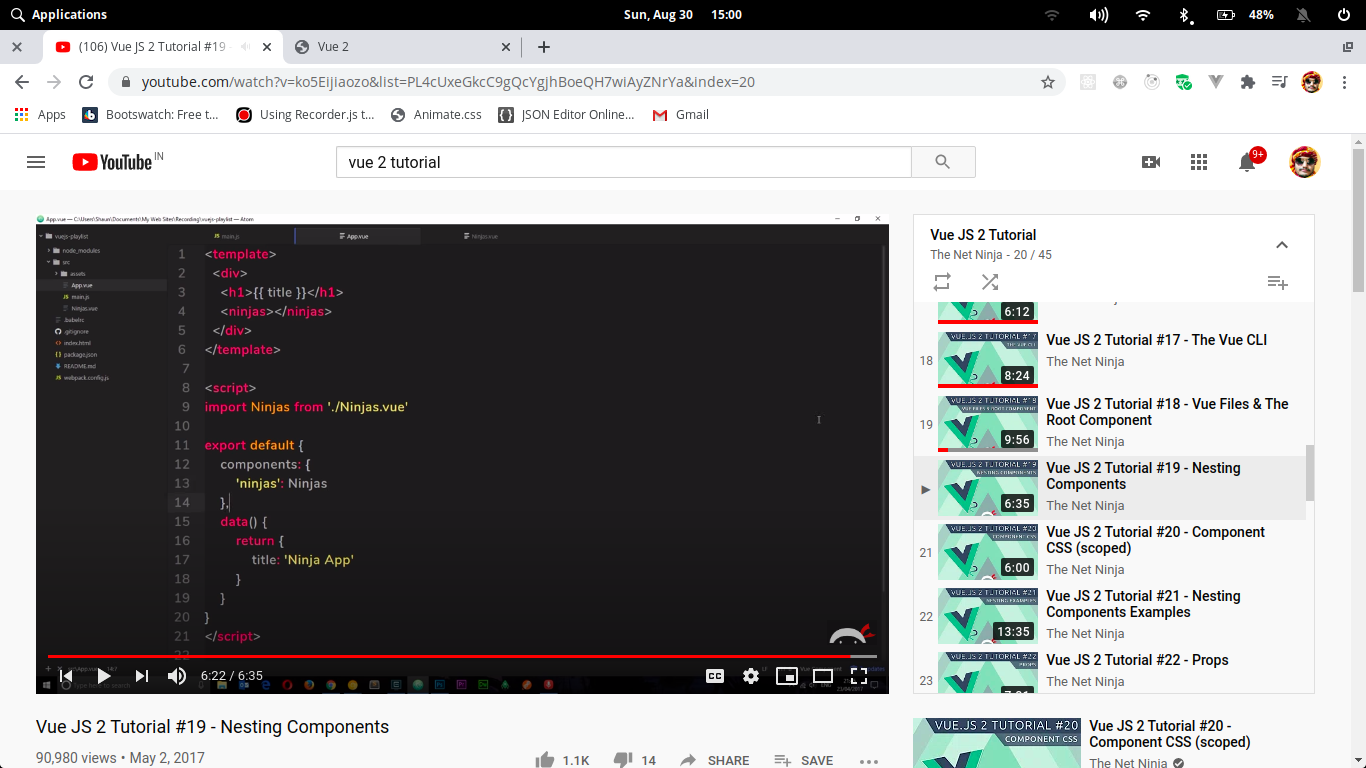 Applications
Sun, Aug 30 15:00
48%
(106) Vue JS 2 Tutorial #19 -
Vue 2
youtube.com/watch?v=ko5Eijiaozo&list=PL4cUxeGkcC9gQcYgjhBoeQH7wiAyZNrYa&index=20
Apps
Bootswatch: Free t...
Using Recorder.js t...
Animate.css
JSON Editor Online...
Gmail
YouTube IN
vue 2 tutorial
9+
App.vue — C:\Users\Shaun\Documents\My Web Sites\Recording\vuejs-playlist — Atom
vuejs-playlist
node_modules
src
assets
App.vue
main.js
Ninjas.vue
.babelrc
.gitignore
index.html
package.json
README.md
webpack.config.js
main.js
App.vue
Ninjas.vue
1 <template>
2 <div>
3 <h1>{{ title }}</h1>
4 <ninjas></ninjas>
5 </div>
6 </template>
7
8 <script>
9 import Ninjas from './Ninjas.vue'
10
11 export default {
12 components: {
13 'ninjas': Ninjas
14 },
15 data() {
16 return {
17 title: 'Ninja App'
18 }
19 }
20 }
21 </script>
6:22 / 6:35
CC
Vue JS 2 Tutorial #19 - Nesting Components
90,980 views • May 2, 2017
1.1K
14
SHARE
SAVE
Vue JS 2 Tutorial
The Net Ninja - 20 / 45
6:12
18
8:24
Vue JS 2 Tutorial #17 - The Vue CLI
The Net Ninja
19
9:56
Vue JS 2 Tutorial #18 - Vue Files & The
Root Component
The Net Ninja
6:35
Vue JS 2 Tutorial #19 - Nesting
Components
The Net Ninja
21
6:00
Vue JS 2 Tutorial #20 - Component
CSS (scoped)
The Net Ninja
22
13:35
Vue JS 2 Tutorial #21 - Nesting
Components Examples
The Net Ninja
23
Vue JS 2 Tutorial #22 - Props
The Net Ninja
VUE.JS 2 TUTORIAL #20
COMPONENT CSS
Vue JS 2 Tutorial #20 -
Component CSS (scoped)
The Net Ninja